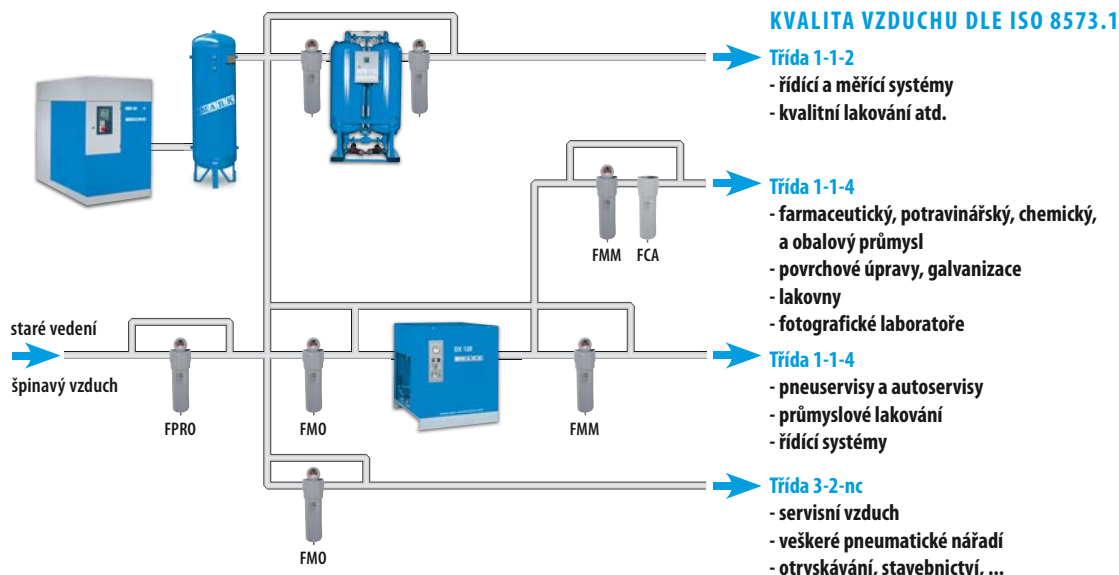 KVALITA VZDUCHU DLE ISO 8573.1
Třída 1-1-2
- řídící a měřící systémy
- kvalitní lakování atd.
MARK
Třída 1-1-4
- farmaceutický, potravinářský, chemický,
a obalový průmysl
- povrchové úpravy, galvanizace
- lakovny
- fotografické laboratoře
FMM
FCA
staré vedení
špinavý vzduch
FPRO
FMO
FMM
Třída 1-1-4
- pneuservisy a autoservisy
- průmyslové lakování
- řídící systémy
Třída 3-2-nc
- servisní vzduch
- veškeré pneumatické nářadí
- otryskávání, stavebnictví, ...
FMO